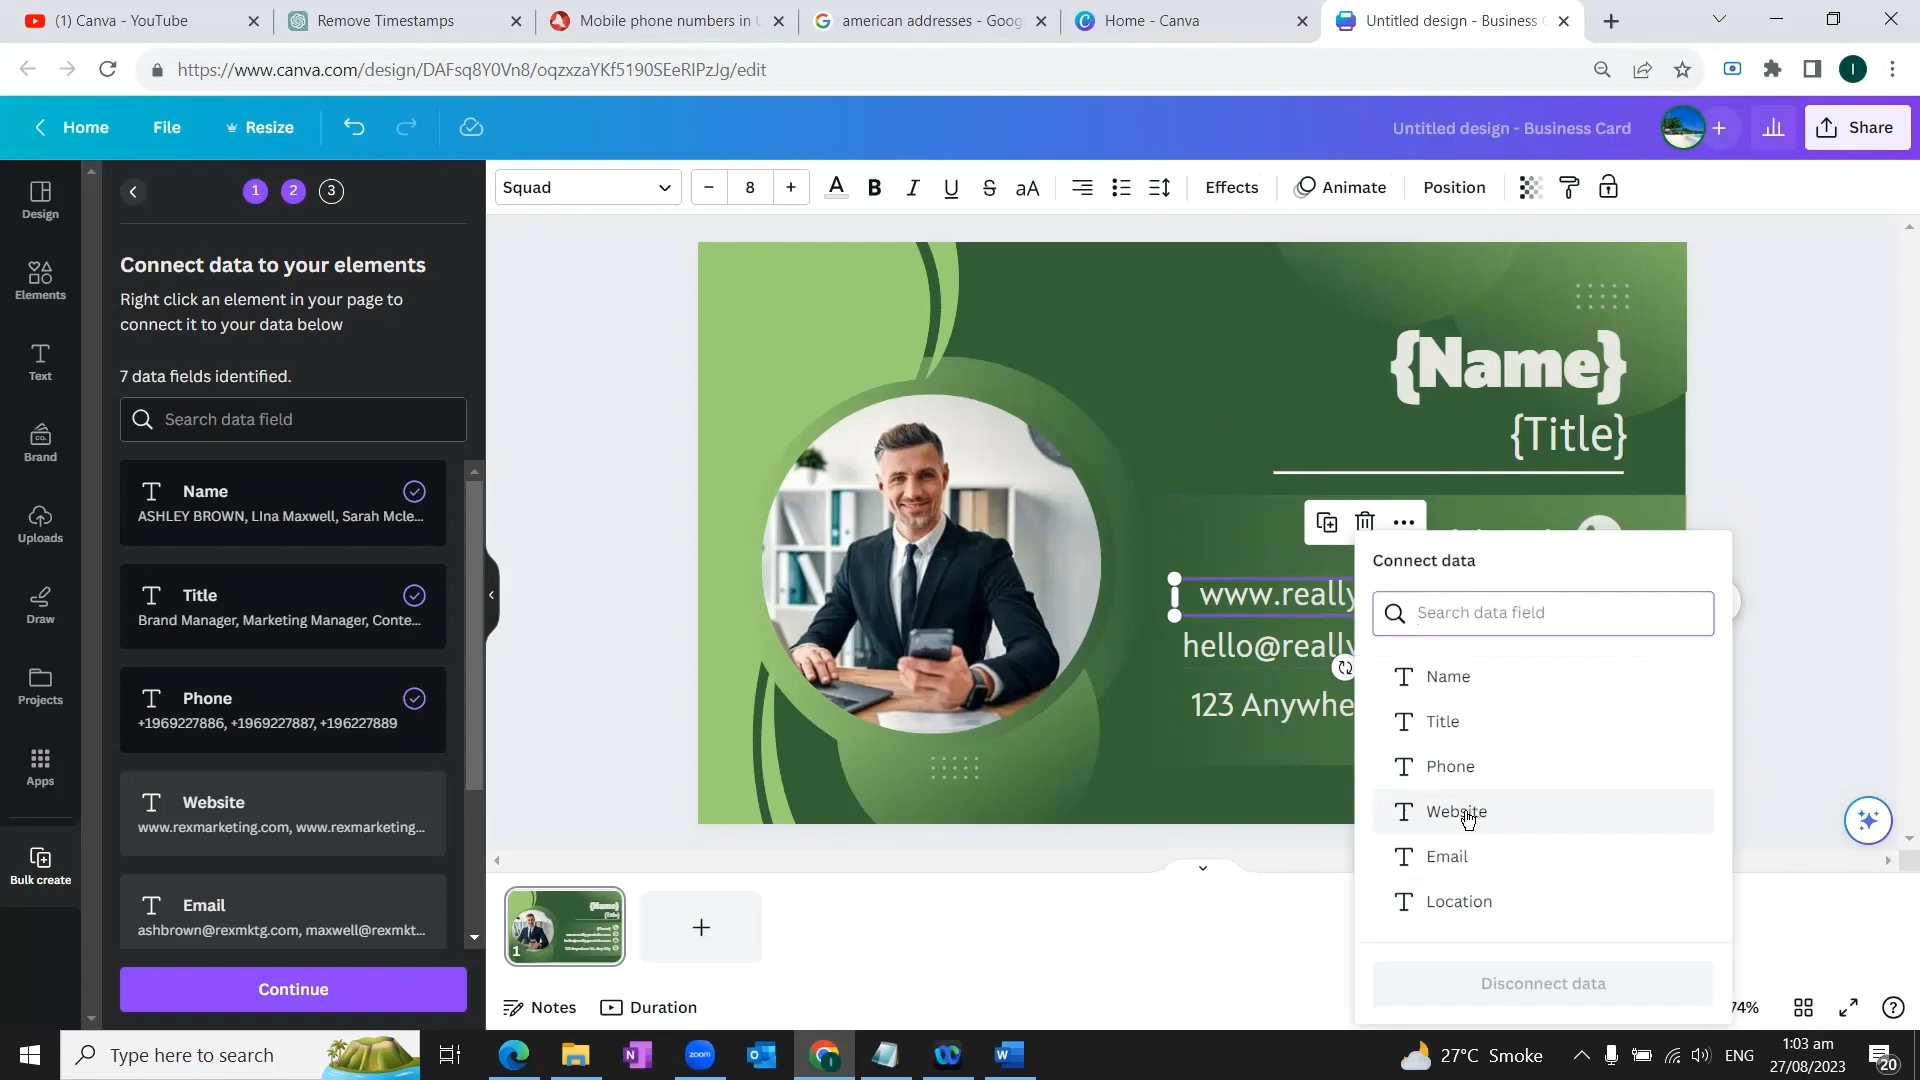 (1) Canva - YouTube
Remove Timestamps
Mobile phone numbers in
american addresses - Goog
Home - Canva
Untitled design - Business
https://www.canva.com/design/DAFsq8Y0Vn8/oqzxzaYKf5190SEeRIPzJg/edit
I
Home
File
Resize
Untitled design - Business Card
Share
Design
Elements
Text
Brand
Uploads
Draw
Projects
Apps
Bulk create
1
2
3
Connect data to your elements
Right click an element in your page to
connect it to your data below
7 data fields identified.
Search data field
Name
ASHLEY BROWN, LIna Maxwell, Sarah Mcle...
Title
Brand Manager, Marketing Manager, Conte...
Phone
+1969227886, +1969227887, +196227889
Website
www.rexmarketing.com, www.rexmarketing...
Email
ashbrown@rexmktg.com, maxwell@rexmkt...
Continue
Squad
8
A
B
I
U
S
aA
Effects
Animate
Position
{Name}
{Title}
www.really
hello@really
123 Anywhe
Connect data
Search data field
Name
Title
Phone
Website
Email
Location
Disconnect data
1
Notes
Duration
74%
Type here to search
27°C Smoke
ENG
1:03 am
27/08/2023
20